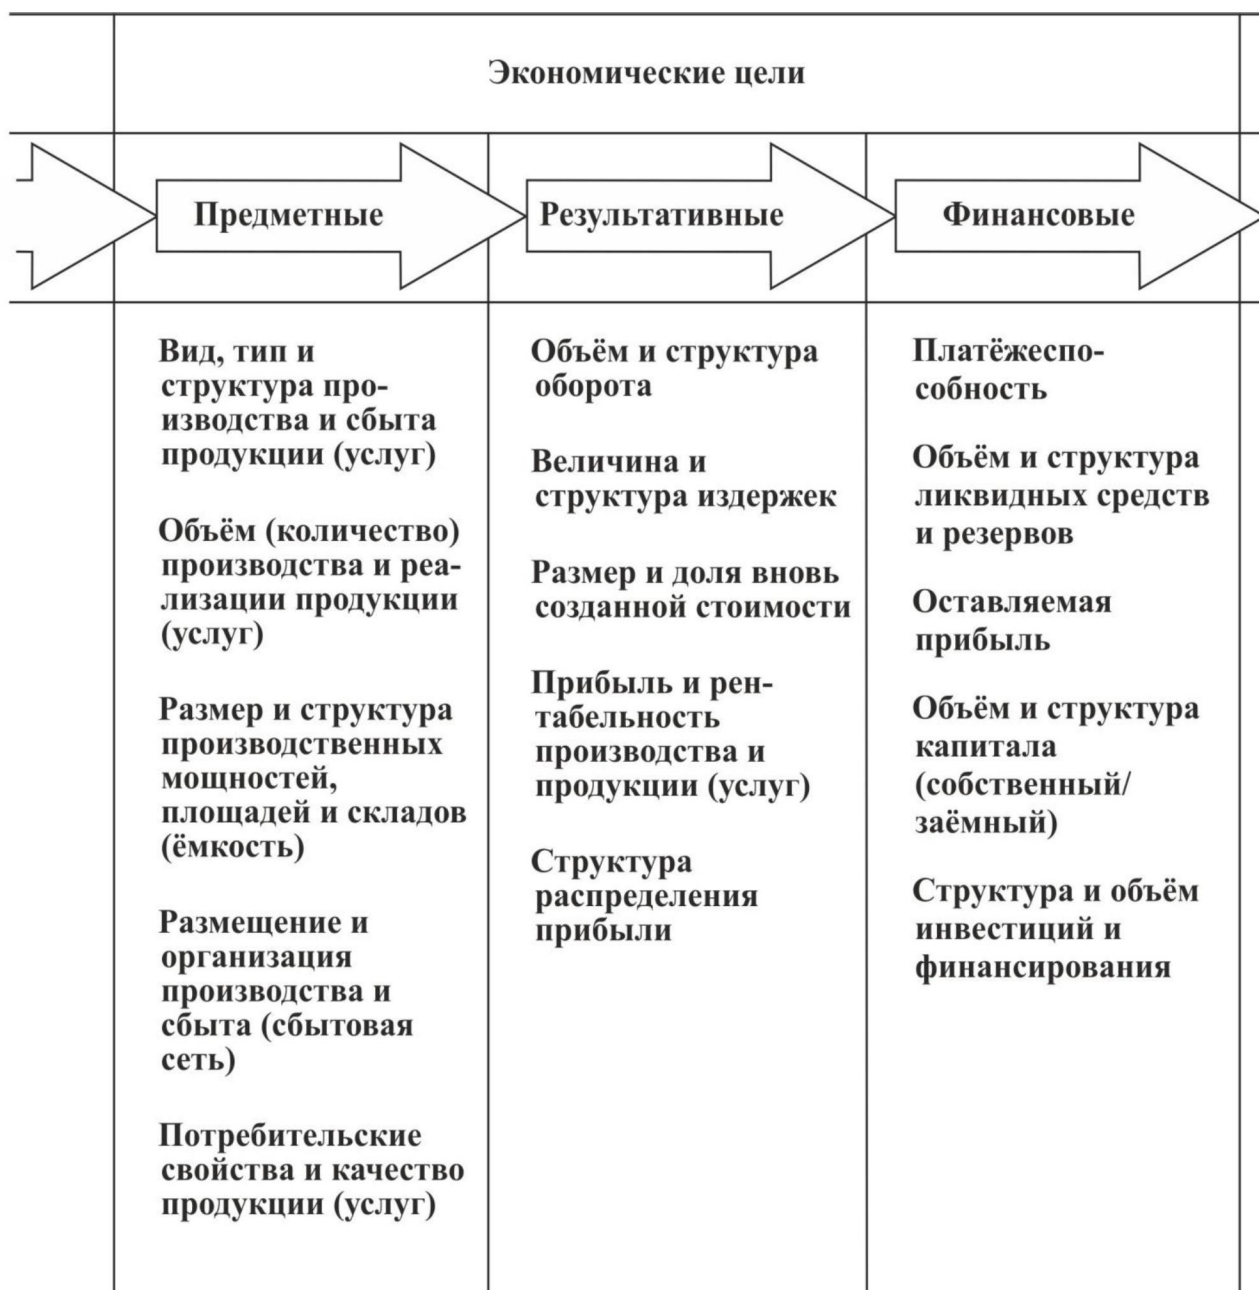 Экономические цели
Предметные
Результативные
Финансовые
Вид, тип и
структура про-
изводства и сбыта
продукции (услуг)
Объём (количество)
производства и реа-
лизации продукции
(услуг)
Размер и структура
производственных
мощностей,
площадей и складов
(ёмкость)
Размещение и
организация
производства и
сбыта (сбытовая
сеть)
Потребительские
свойства и качество
продукции (услуг)
Объём и структура
оборота
Величина и
структура издержек
Размер и доля вновь
созданной стоимости
Прибыль и рен-
табельность
производства и
продукции (услуг)
Структура
распределения
прибыли
Платёжеспо-
собность
Объём и структура
ликвидных средств
и резервов
Оставляемая
прибыль
Объём и структура
капитала
(собственный/
заёмный)
Структура и объём
инвестиций и
финансирования